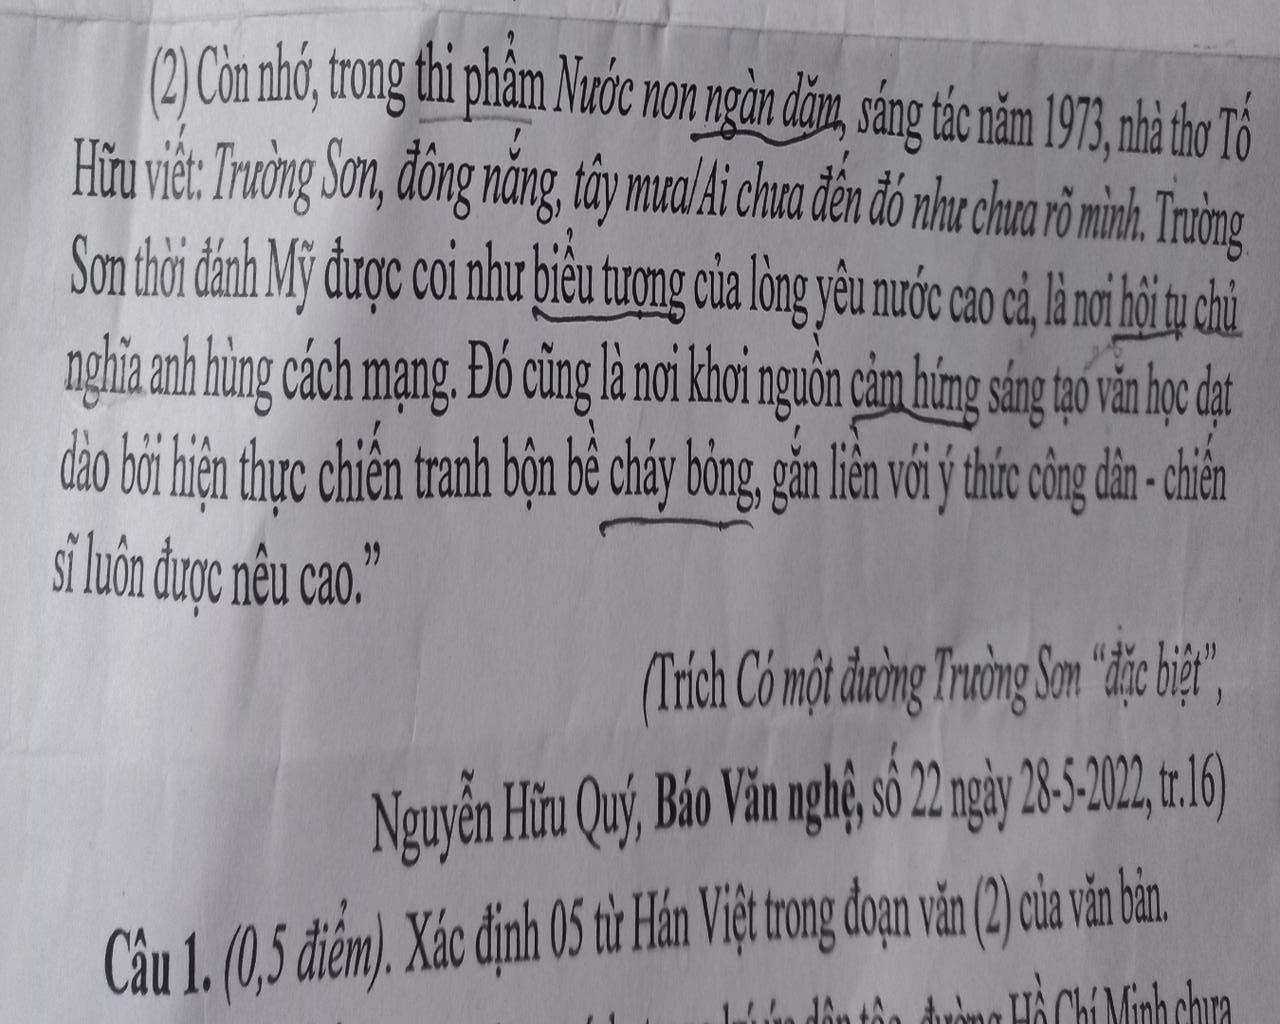 (2) Còn nhớ, trong thi phẩm Nước non ngàn dặm, sáng tác năm 1973, nhà thơ Tố
Hữu viết: Trường Sơn, đông nắng, tây mưa/Ai chưa đến đó như chưa rõ mình. Trường
Sơn thời đánh Mỹ được coi như biểu tượng của lòng yêu nước cao cả, là nơi hội tụ chủ
nghĩa anh hùng cách mạng. Đó cũng là nơi khơi nguồn cảm hứng sáng tạo văn học dạt
dào bởi hiện thực chiến tranh bộn bề cháy bỏng, gắn liền với ý thức công dân - chiến
sĩ luôn được nêu cao.”
(Trích Có một đường Trường Sơn “đặc biệt”,
Nguyễn Hữu Quý, Báo Văn nghệ, số 22 ngày 28-5-2022, tr.16)
Câu 1. (0,5 điểm). Xác định 05 từ Hán Việt trong đoạn văn (2) của văn bản.
dân tộc, đường Hồ Chí Minh chưa